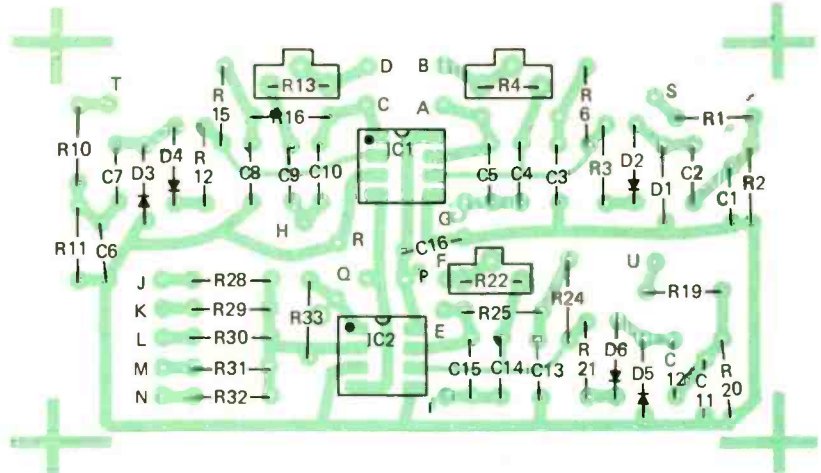 D
B
T
R13
R4
S
R 15
R16
C
A
R 6
R1
IC1
R10
C7
D3
D4
R 12
C8
C9
C10
C5
C4
C3
R3
D2
D1
C2
C1
R2
R11
C6
H
R
G
C16
F
U
J
R28
Q
P
R22
R19
K
R29
R33
R25
R24
L
R30
IC2
E
M
R31
C15
C14
C13
R 21
D6
D5
C 12
C 11
R 20
N
R32
I